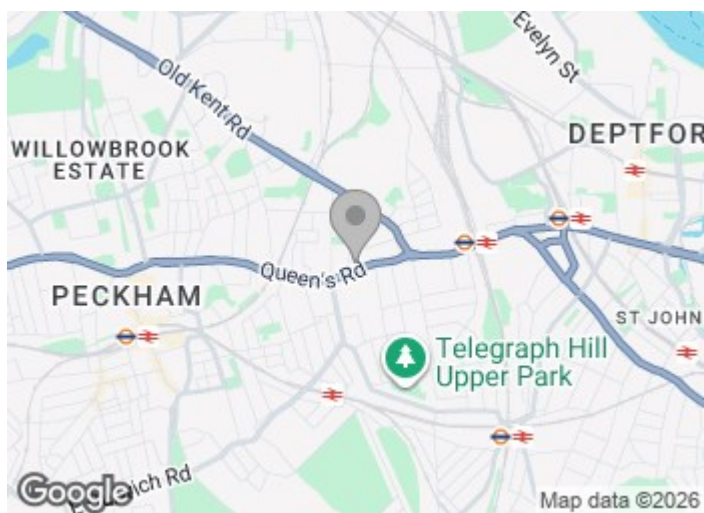 Evelyn St
Old Kent Rd
DEPTFOR
WILLOWBROOK
ESTATE
Queen's Rd
PECKHAM
ST JOHN
Telegraph Hill
Upper Park
Rd
Google
Map data ©2026